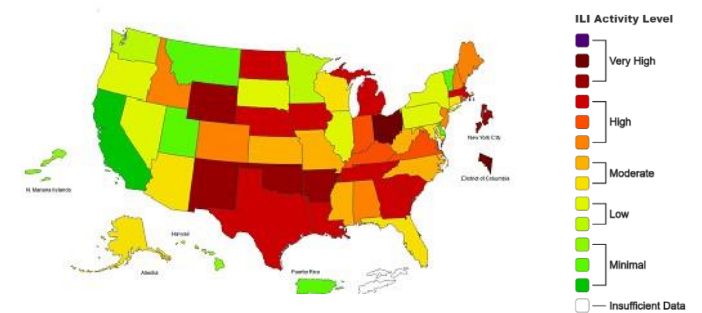 ILI Activity Level
Very High
High
Moderate
Low
Minimal
Insufficient Data
New York City
District of Columbia
N. Mariana Islands
Hawaii
Alaska
Puerto Rico